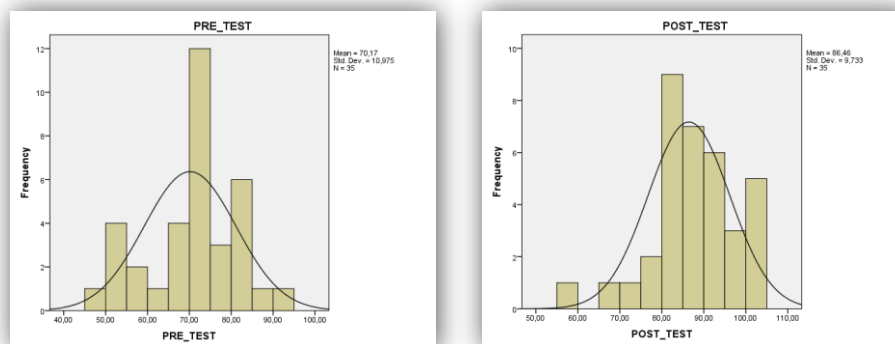 PRE_TEST
Mean = 70,17
Std. Dev. = 10,975
N = 35
Frequency
12
10
8
6
4
2
0
40,00 50,00 60,00 70,00 80,00 90,00 100,00
PRE_TEST
POST_TEST
Mean = 86,46
Std. Dev. = 9,733
N = 35
Frequency
10
8
6
4
2
0
50,00 60,00 70,00 80,00 90,00 100,00 110,00
POST_TEST